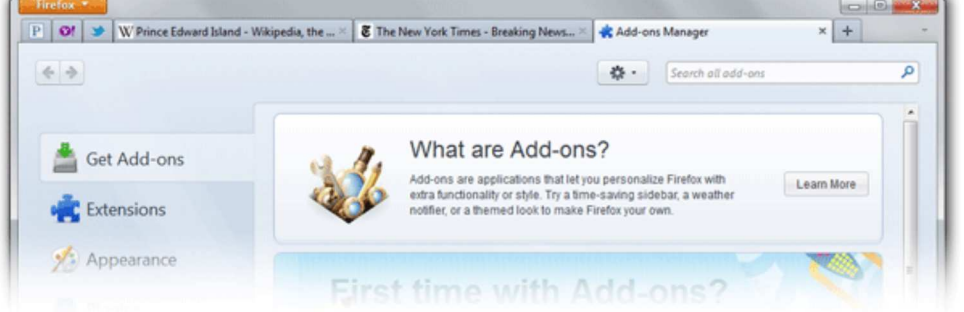 Firefox
P Y! W Prince Edward Island - Wikipedia, the ... The New York Times - Breaking News... Add-ons Manager
Search all add-ons
What are Add-ons?
Get Add-ons
Add-ons are applications that let you personalize Firefox with
extra functionality or style. Try a time-saving sidebar, a weather
notifier, or a themed look to make Firefox your own.
Learn More
Extensions
Appearance
First time with Add-ons?